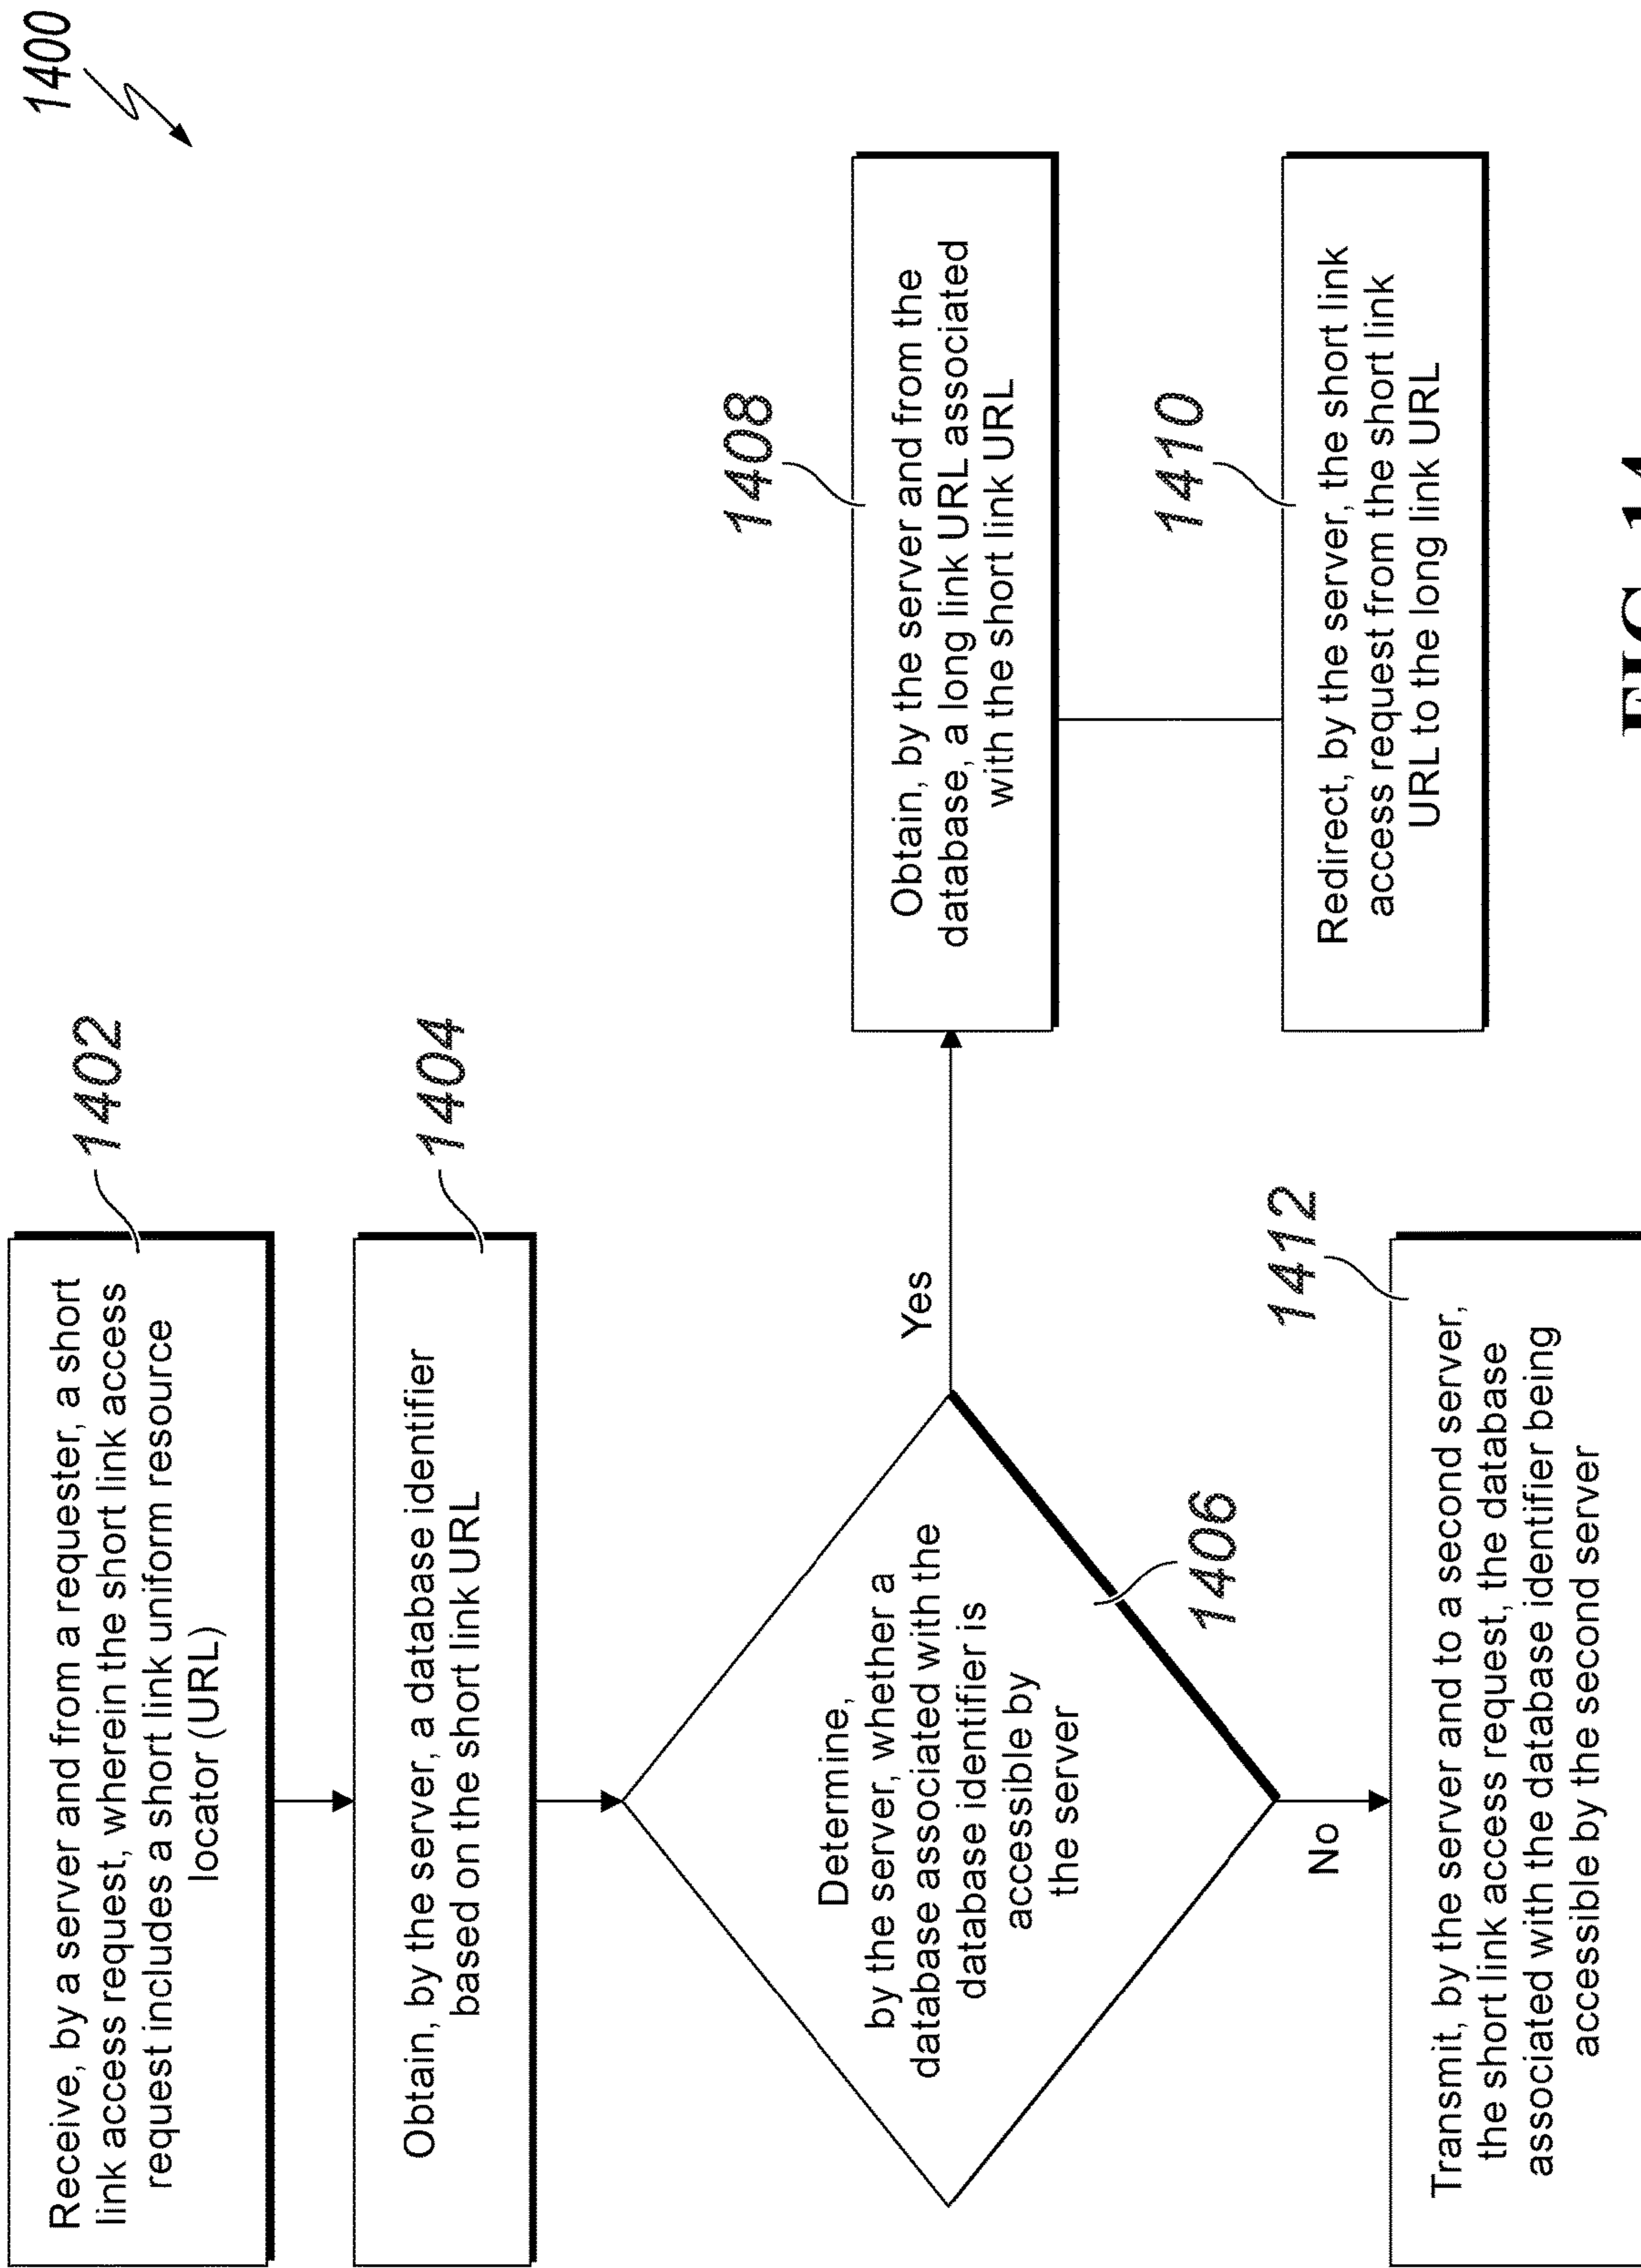 1400
1402
Receive, by a server and from a requester, a short
link access request, wherein the short link access
request includes a short link uniform resource
locator (URL)
1404
Obtain, by the server, a database identifier
based on the short link URL
Determine,
by the server, whether a
database associated with the
database identifier is
accessible by
the server
1406
Yes
1408
Obtain, by the server and from the
database, a long link URL associated
with the short link URL
1410
Redirect, by the server, the short link
access request from the short link
URL to the long link URL
No
1412
Transmit, by the server and to a second server,
the short link access request, the database
associated with the database identifier being
accessible by the second server